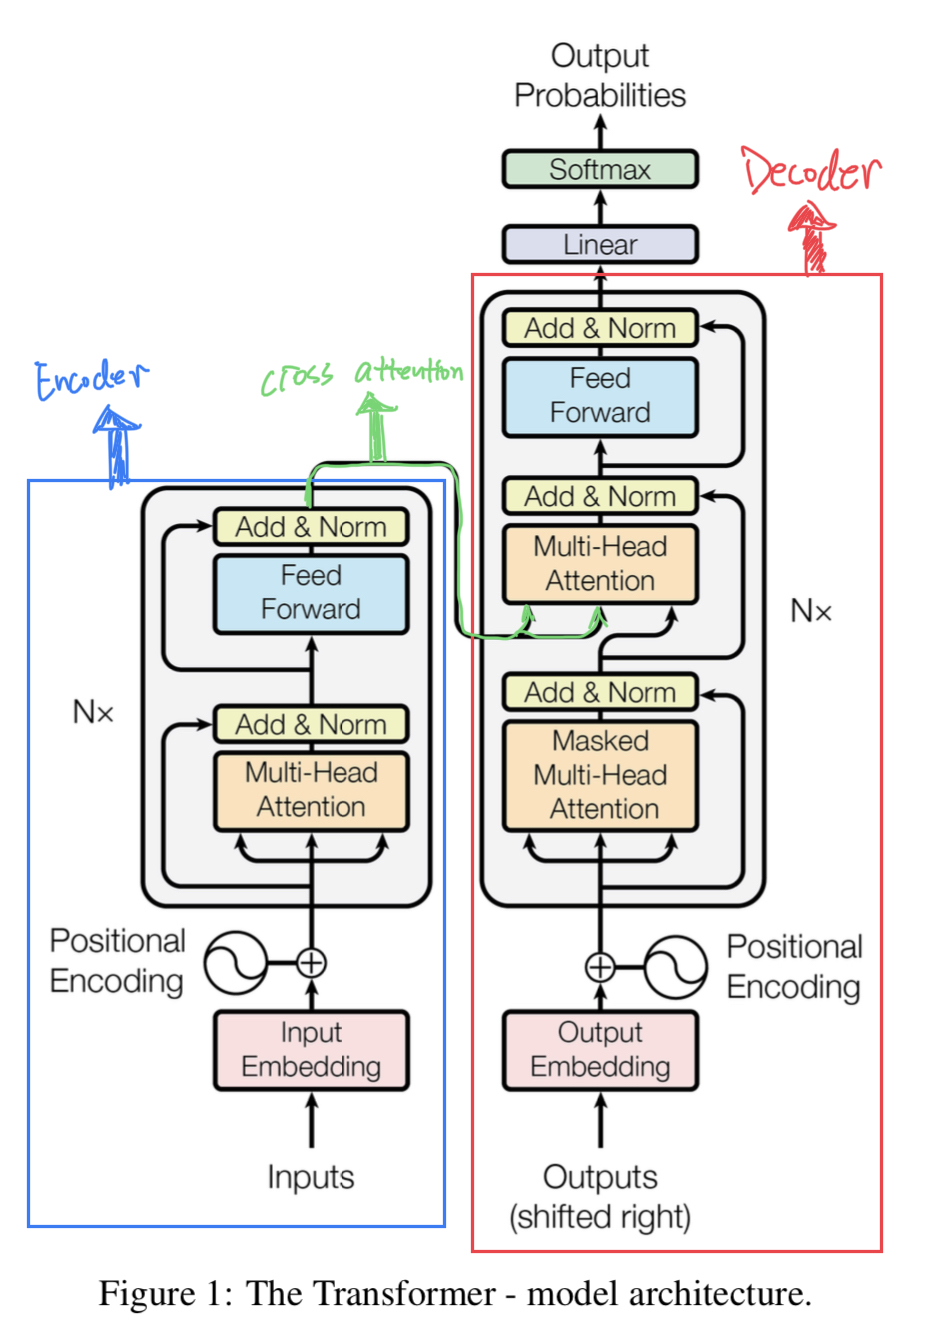 Output
Probabilities
Softmax
Decoder
Linear
Add & Norm
Feed
Forward
Encoder
cross attention
Add & Norm
Multi-Head
Attention
Nx
Add & Norm
Feed
Forward
Nx
Add & Norm
Multi-Head
Attention
Add & Norm
Masked
Multi-Head
Attention
Positional
Encoding
Input
Embedding
Inputs
Positional
Encoding
Output
Embedding
Outputs
(shifted right)
Figure 1: The Transformer - model architecture.